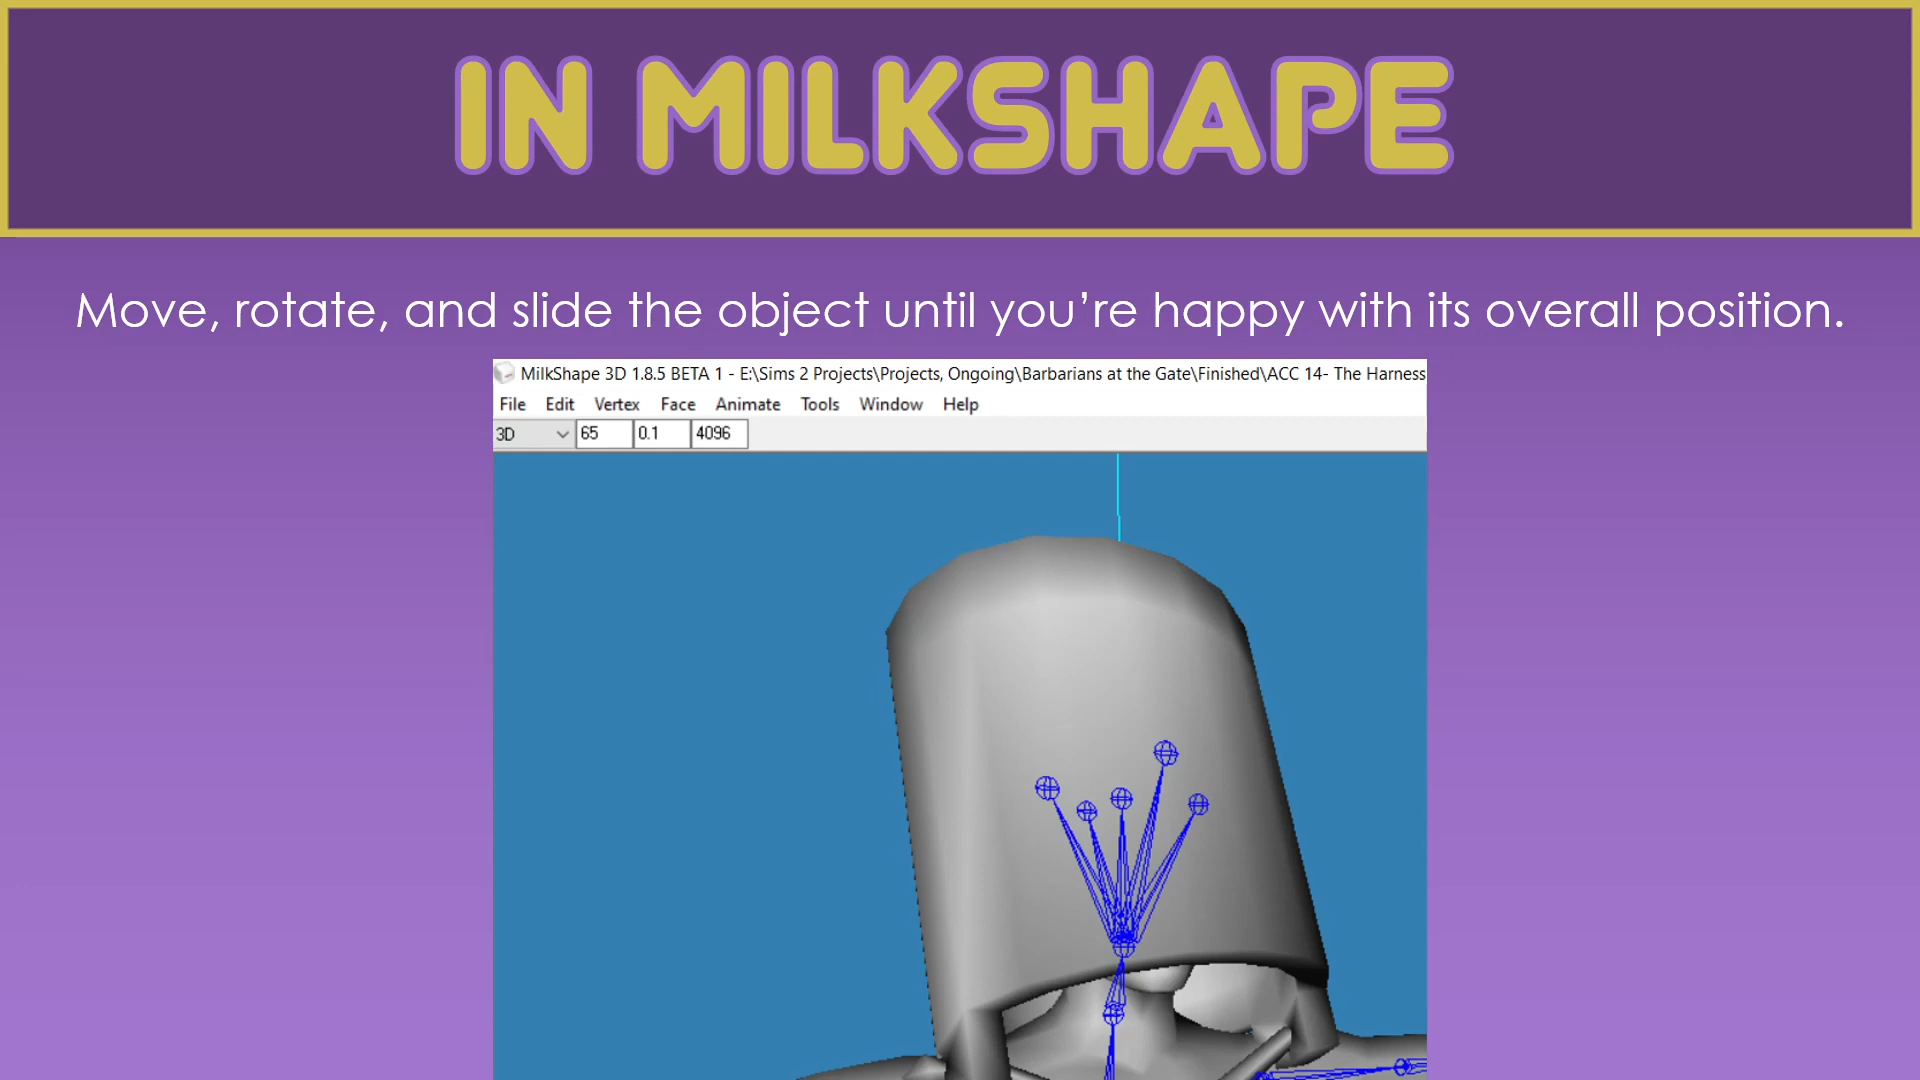 IN MILKSHAPE
Move, rotate, and slide the object until you’re happy with its overall position.
MilkShape 3D 1.8.5 BETA 1 - E:\Sims 2 Projects\Projects, Ongoing\Barbarians at the Gate\Finished\ACC 14- The Harness
File Edit Vertex Face Animate Tools Window Help
3D 65 0.1 4096